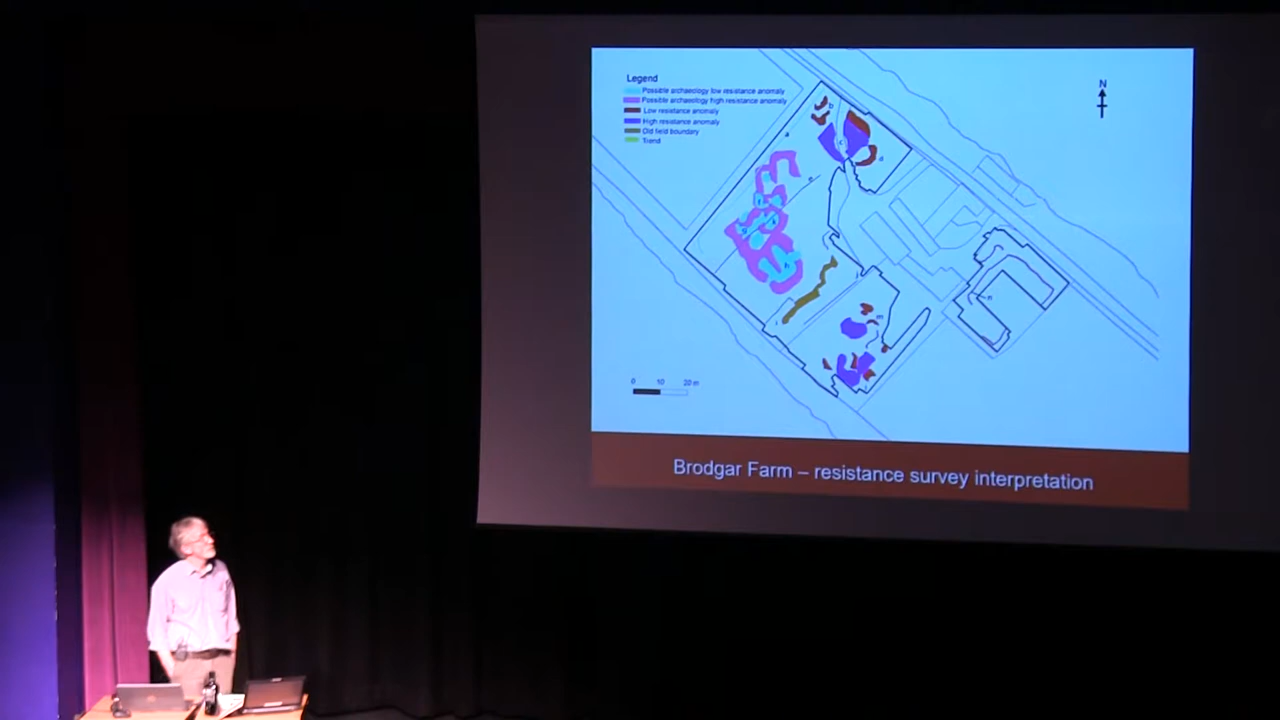 Legend
Possible archaeology low resistance anomaly
Possible archaeology high resistance anomaly
Low resistance anomaly
High resistance anomaly
Old field boundary
Trend
N
0 10 20 m
Brodgar Farm – resistance survey interpretation